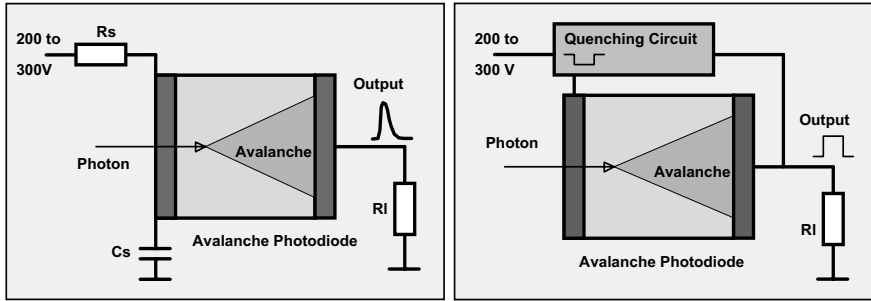 200 to
300V
Rs
Output
Photon
Avalanche
Rl
Cs
Avalanche Photodiode
200 to
300 V
Quenching Circuit
Output
Photon
Avalanche
Rl
Avalanche Photodiode